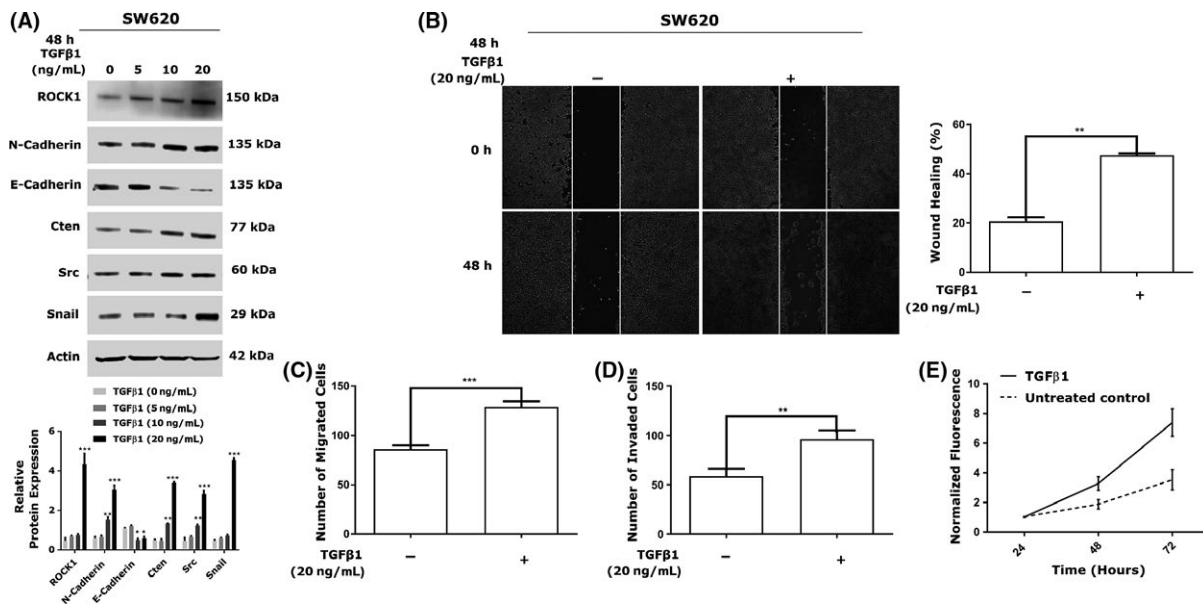 (A)
SW620
48 h
TGFβ1
(ng/mL)
0 5 10 20
ROCK1 150 kDa
N-Cadherin 135 kDa
E-Cadherin 135 kDa
Cten 77 kDa
Src 60 kDa
Snail 29 kDa
Actin 42 kDa
TGFβ1 (0 ng/mL)
TGFβ1 (5 ng/mL)
TGFβ1 (10 ng/mL)
TGFβ1 (20 ng/mL)
Relative
Protein Expression
6
4
2
0
*** ** *** * * ** *** ** *** ***
ROCK1 N-Cadherin E-Cadherin Cten Src Snail
(B)
SW620
48 h
TGFβ1
(20 ng/mL)
− +
0 h
48 h
Wound Healing (%)
60
40
20
0
**
TGFβ1
(20 ng/mL)
− +
(C)
Number of Migrated Cells
150
100
50
0
***
TGFβ1
(20 ng/mL)
− +
(D)
Number of Invaded Cells
150
100
50
0
**
TGFβ1
(20 ng/mL)
− +
(E)
Normalized Fluorescence
10
8
6
4
2
0
TGFβ1
Untreated control
24 48 72
Time (Hours)